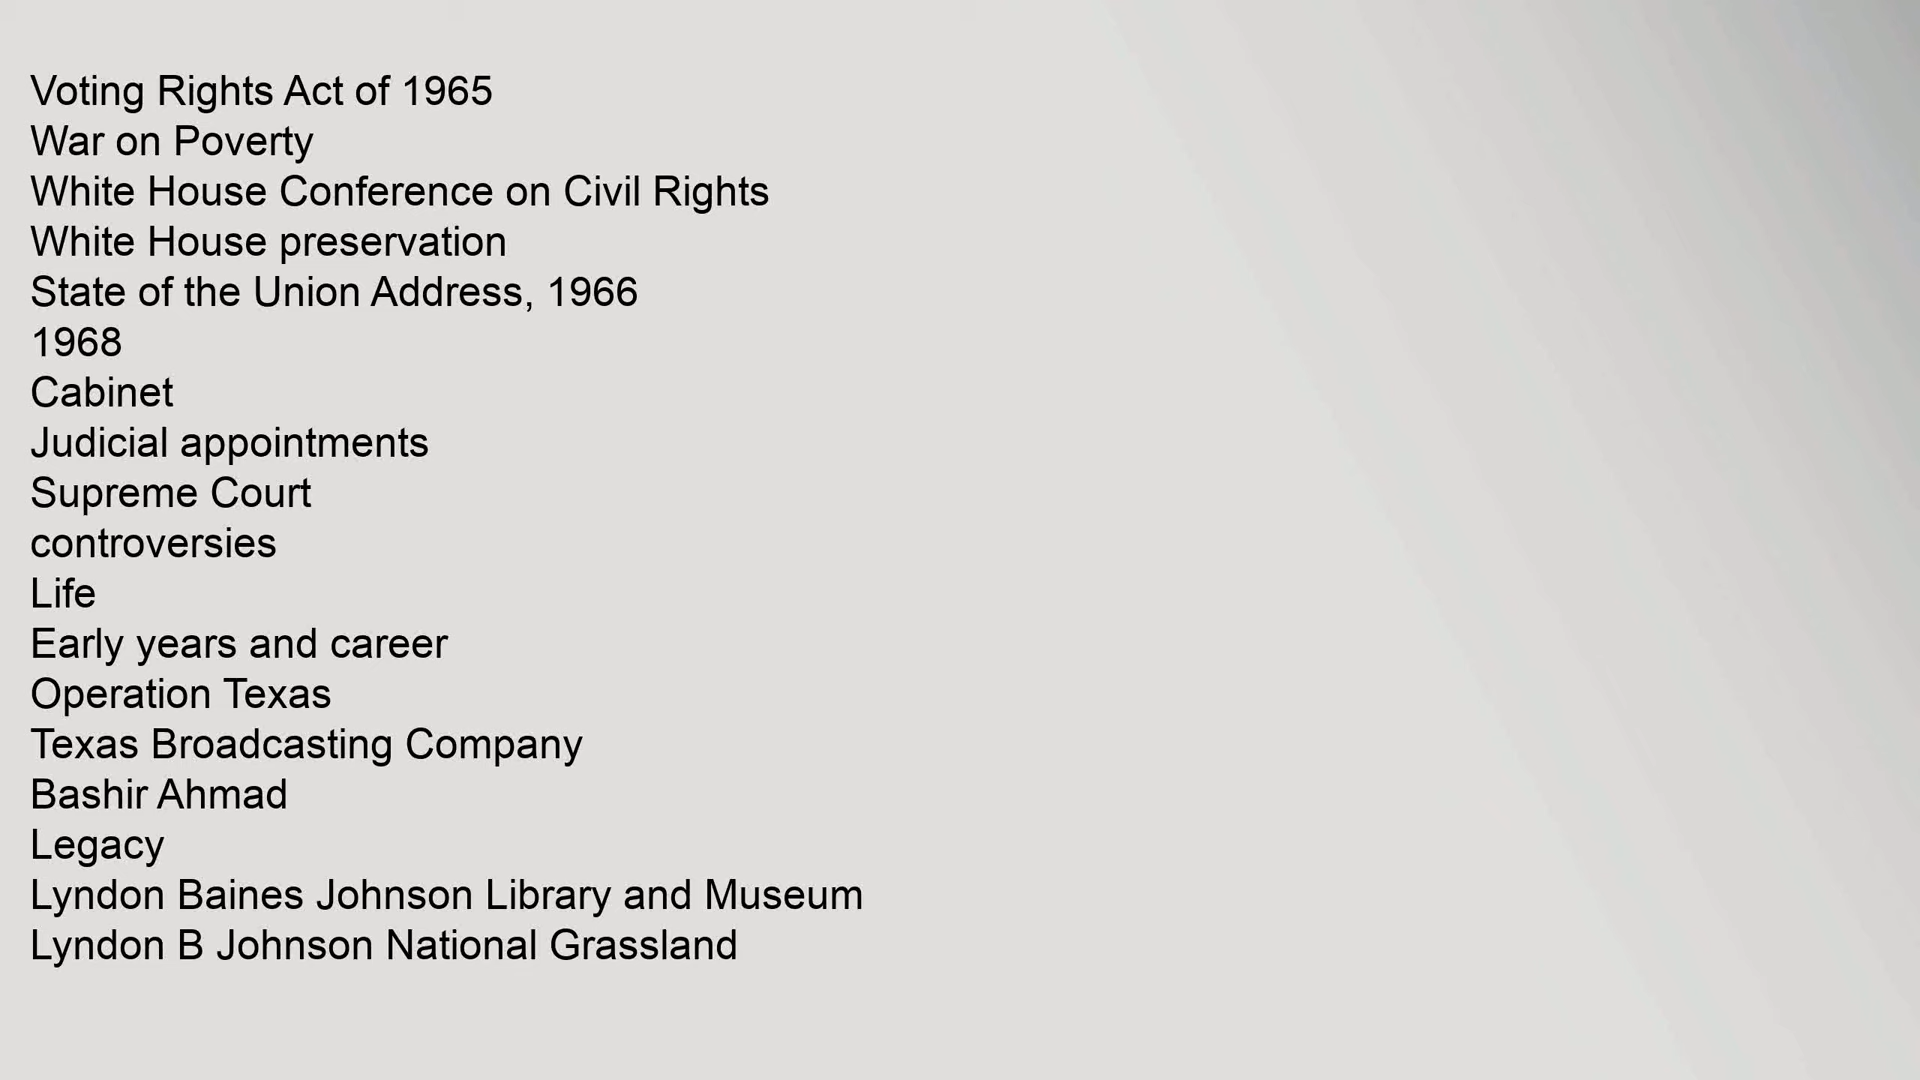 Voting Rights Act of 1965
War on Poverty
White House Conference on Civil Rights
White House preservation
State of the Union Address, 1966
1968
Cabinet
Judicial appointments
Supreme Court
controversies
Life
Early years and career
Operation Texas
Texas Broadcasting Company
Bashir Ahmad
Legacy
Lyndon Baines Johnson Library and Museum
Lyndon B Johnson National Grassland